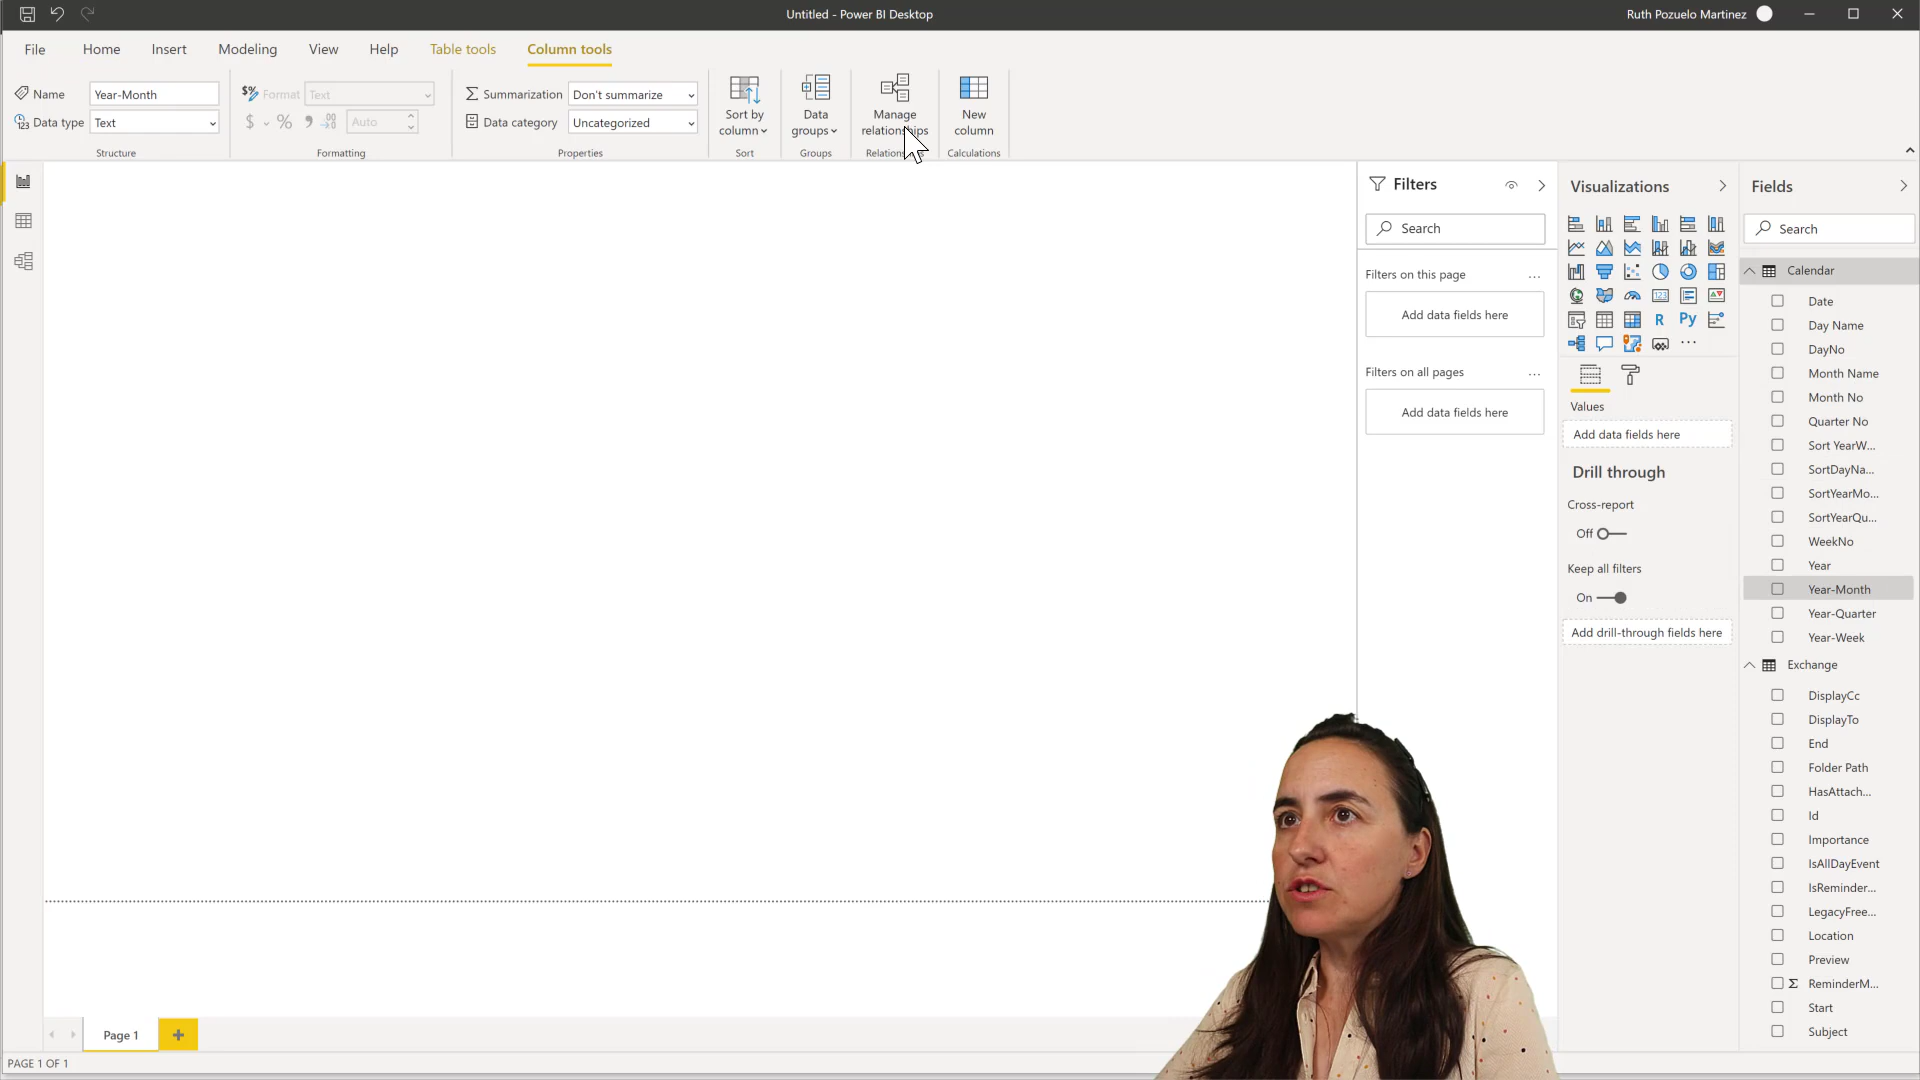 Untitled - Power BI Desktop
Ruth Pozuelo Martinez
File Home Insert Modeling View Help Table tools Column tools
Name Year-Month
Data type Text
Structure
Format Text
$ % Auto
Formatting
Summarization Don't summarize
Data category Uncategorized
Properties
Sort by
column
Sort
Data
groups
Groups
Manage
relationships
New
column
Calculations
Filters
Search
Filters on this page ...
Add data fields here
Filters on all pages ...
Add data fields here
Visualizations
R Py
123
...
Values
Add data fields here
Drill through
Cross-report
Off
Keep all filters
On
Add drill-through fields here
Fields
Search
Calendar
Date
Day Name
DayNo
Month Name
Month No
Quarter No
Sort YearW...
SortDayNa...
SortYearMo...
SortYearQu...
WeekNo
Year
Year-Month
Year-Quarter
Year-Week
Exchange
DisplayCc
DisplayTo
End
Folder Path
HasAttach...
Id
Importance
IsAllDayEvent
IsReminder...
LegacyFree...
Location
Preview
Σ ReminderM...
Start
Subject
Page 1
+
PAGE 1 OF 1